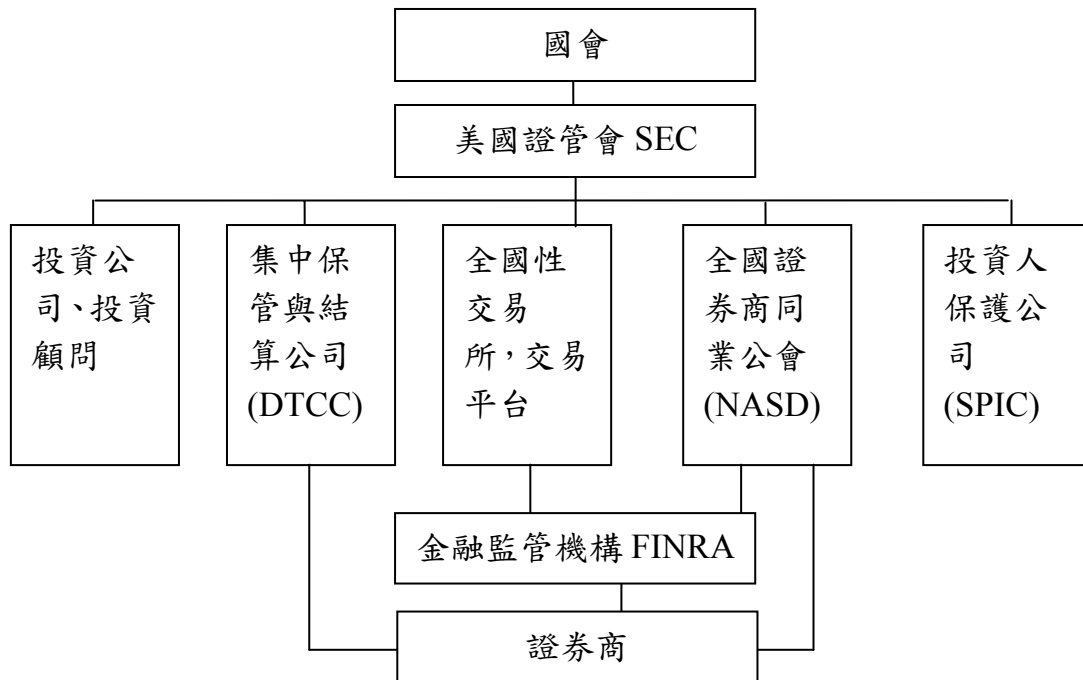 國會
美國證管會 SEC
投資公
司、投資
顧問
集中保
管與結
算公司
(DTCC)
全國性
交易
所，交易
平台
全國證
券商同
業公會
(NASD)
投資人
保護公
司
(SPIC)
金融監管機構 FINRA
證券商